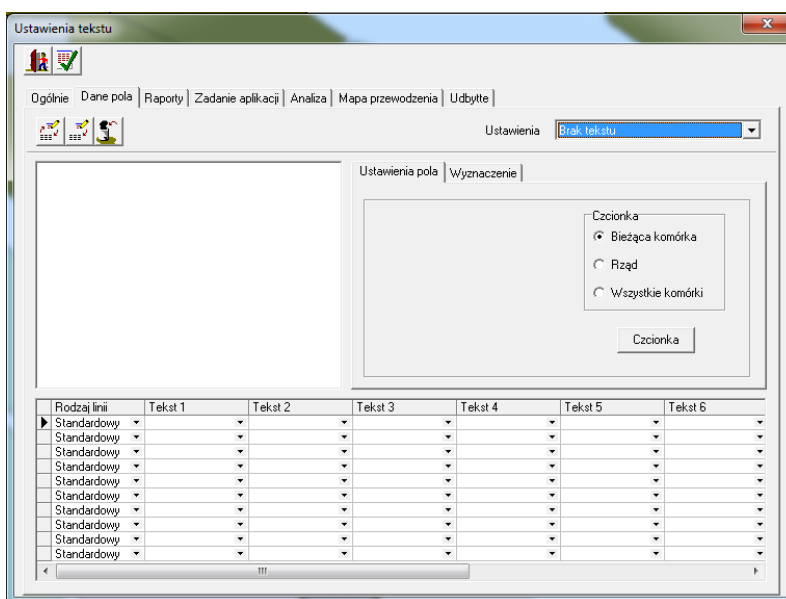 Ustawienia tekstu
Ogólnie Dane pola Raporty Zadanie aplikacji Analiza Mapa przewodzenia Udbytte
Ustawienia Brak tekstu
Ustawienia pola Wyznaczenie
Czcionka
Bieżąca komórka
Rząd
Wszystkie komórki
Czcionka
Rodzaj linii Tekst 1 Tekst 2 Tekst 3 Tekst 4 Tekst 5 Tekst 6
Standardowy
Standardowy
Standardowy
Standardowy
Standardowy
Standardowy
Standardowy
Standardowy
Standardowy
Standardowy